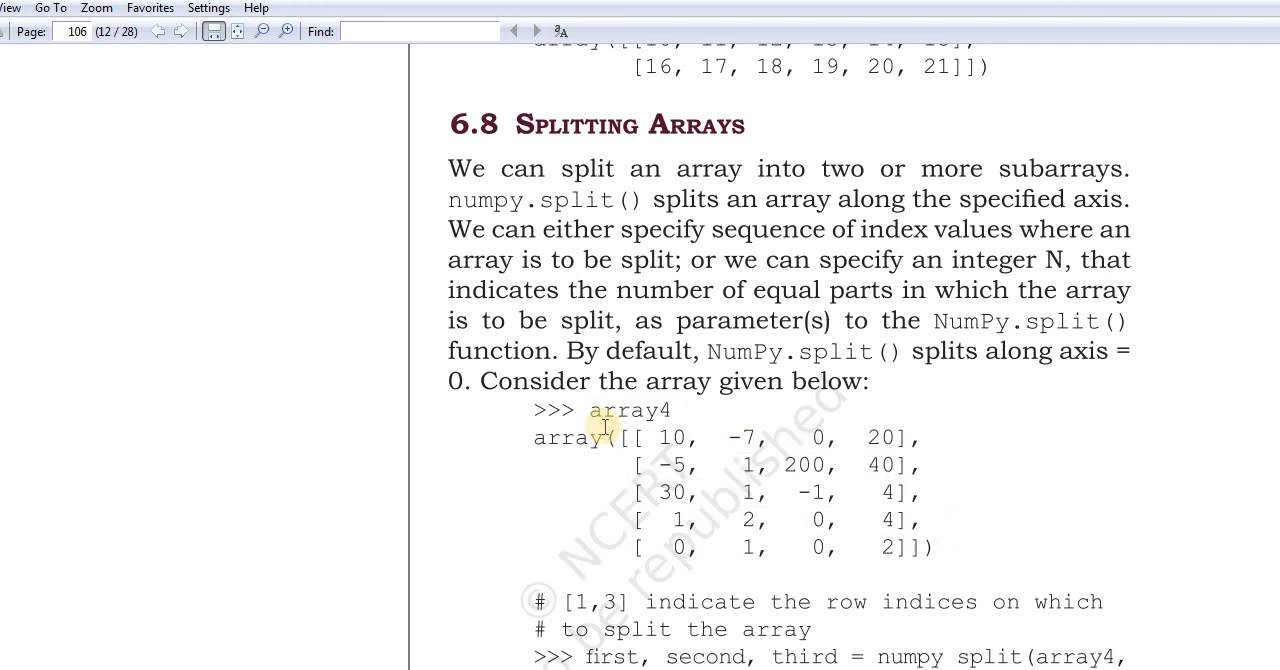 View Go To Zoom Favorites Settings Help
Page: 106 (12 / 28) Find:
[16, 17, 18, 19, 20, 21]])
6.8 SPLITTING ARRAYS
We can split an array into two or more subarrays.
numpy.split() splits an array along the specified axis.
We can either specify sequence of index values where an
array is to be split; or we can specify an integer N, that
indicates the number of equal parts in which the array
is to be split, as parameter(s) to the NumPy.split()
function. By default, NumPy.split() splits along axis =
0. Consider the array given below:
>>> array4
array([[ 10, -7, 0, 20],
[ -5, 1, 200, 40],
[ 30, 1, -1, 4],
[ 1, 2, 0, 4],
[ 0, 1, 0, 2]])
# [1,3] indicate the row indices on which
# to split the array
>>> first, second, third = numpy split(array4,
© NCERT
be republished